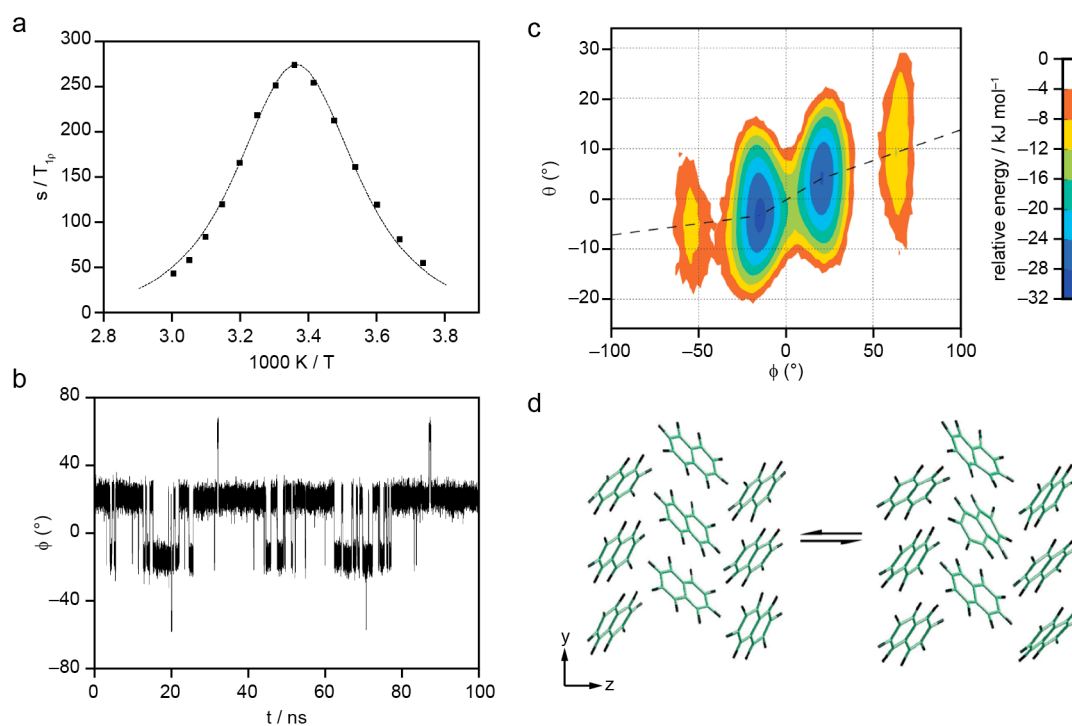 a
300
250
200
150
100
50
0
s / T1ρ
2.8 3.0 3.2 3.4 3.6 3.8
1000 K / T
b
80
40
0
−40
−80
ϕ (°)
0 20 40 60 80 100
t / ns
c
30
20
10
0
−10
−20
θ (°)
−100 −50 0 50 100
ϕ (°)
0
−4
−8
−12
−16
−20
−24
−28
−32
relative energy / kJ mol⁻¹
d
y
z